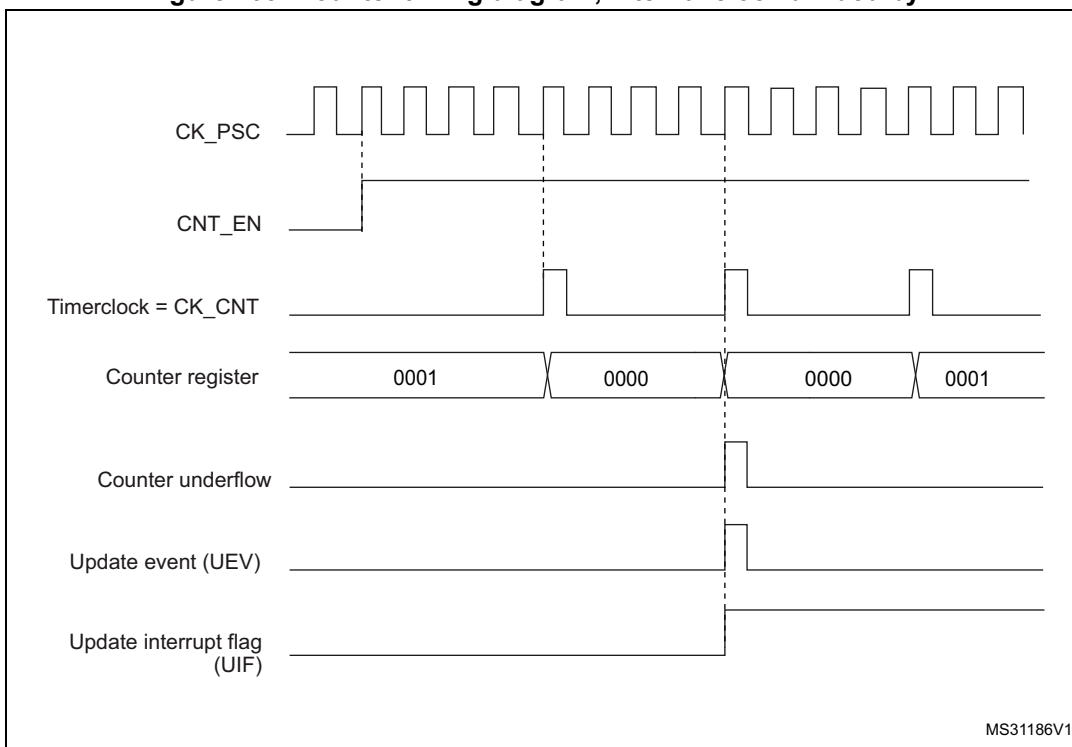 CK_PSC
CNT_EN
Timerclock = CK_CNT
Counter register
0001 0000 0000 0001
Counter underflow
Update event (UEV)
Update interrupt flag
(UIF)
MS31186V1